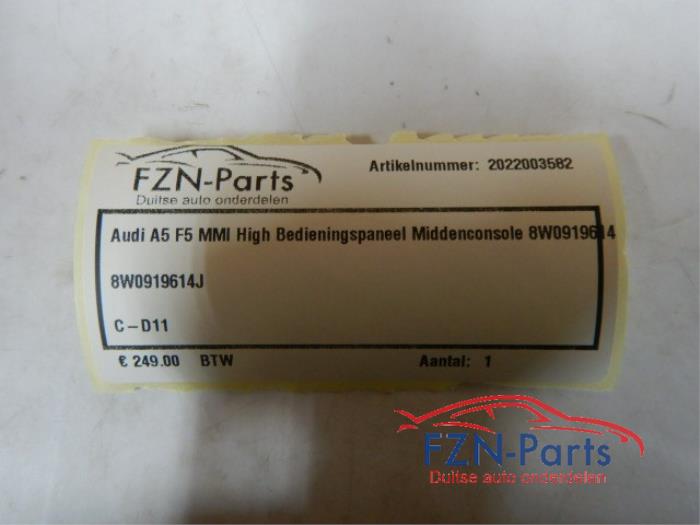 FZN-Parts
Duitse auto onderdelen
Artikelnummer: 2022003582
Audi A5 F5 MMI High Bedieningspaneel Middenconsole 8W0919614
8W0919614J
C-D11
€ 249.00 BTW
Aantal: 1
FZN-Parts
Duitse auto onderdelen